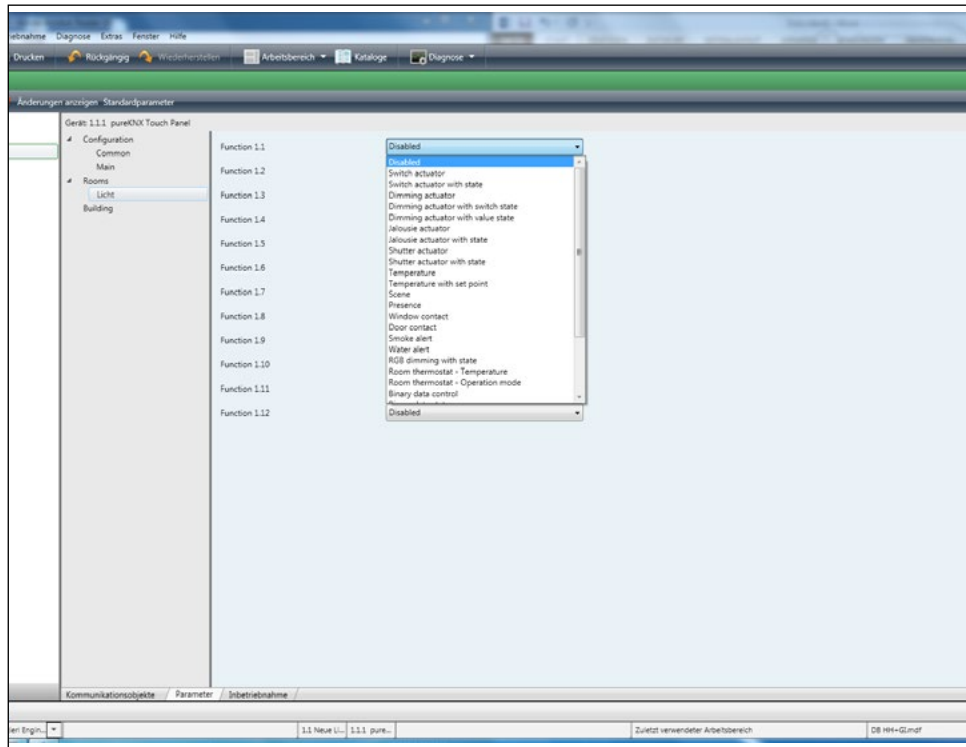 ebnahme Diagnose Extras Fenster Hilfe
Drucken Rückgängig Wiederherstellen Arbeitsbereich Kataloge Diagnose
Änderungen anzeigen Standardparameter
Gerät: 1.1.1 pureKNX Touch Panel
Configuration
Common
Main
Rooms
Licht
Building
Function 1.1 Disabled
Function 1.2
Function 1.3
Function 1.4
Function 1.5
Function 1.6
Function 1.7
Function 1.8
Function 1.9
Function 1.10
Function 1.11
Function 1.12 Disabled
Disabled
Switch actuator
Switch actuator with state
Dimming actuator
Dimming actuator with switch state
Dimming actuator with value state
Jalousie actuator
Jalousie actuator with state
Shutter actuator
Shutter actuator with state
Temperature
Temperature with set point
Scene
Presence
Window contact
Door contact
Smoke alert
Water alert
RGB dimming with state
Room thermostat - Temperature
Room thermostat - Operation mode
Binary data control
Kommunikationsobjekte Parameter Inbetriebnahme
Engin... 1.1 Neue Li... 1.1.1 pure... Zuletzt verwendeter Arbeitsbereich DB HH+GI.mdf